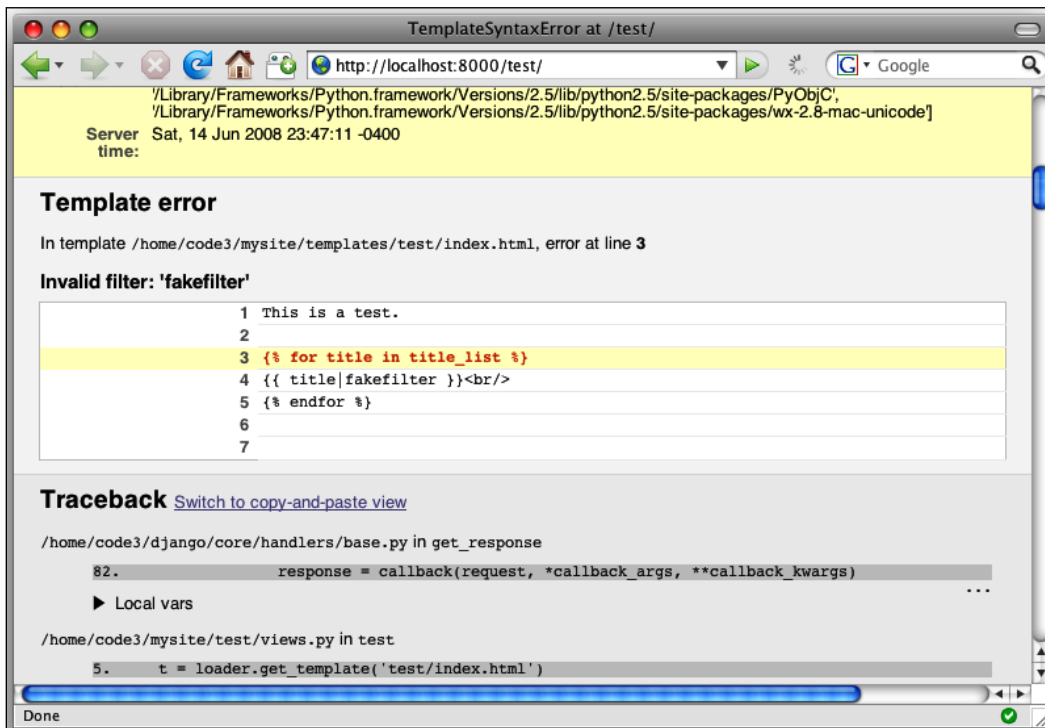 TemplateSyntaxError at /test/
http://localhost:8000/test/
G Google
'/Library/Frameworks/Python.framework/Versions/2.5/lib/python2.5/site-packages/PyObjC',
'/Library/Frameworks/Python.framework/Versions/2.5/lib/python2.5/site-packages/wx-2.8-mac-unicode']
Server time: Sat, 14 Jun 2008 23:47:11 -0400
Template error
In template /home/code3/mysite/templates/test/index.html, error at line 3
Invalid filter: 'fakefilter'
1 This is a test.
2
3 {% for title in title_list %}
4 {{ title|fakefilter }}<br/>
5 {% endfor %}
6
7
Traceback Switch to copy-and-paste view
/home/code3/django/core/handlers/base.py in get_response
82. response = callback(request, *callback_args, **callback_kwargs)
...
▶ Local vars
/home/code3/mysite/test/views.py in test
5. t = loader.get_template('test/index.html')
Done